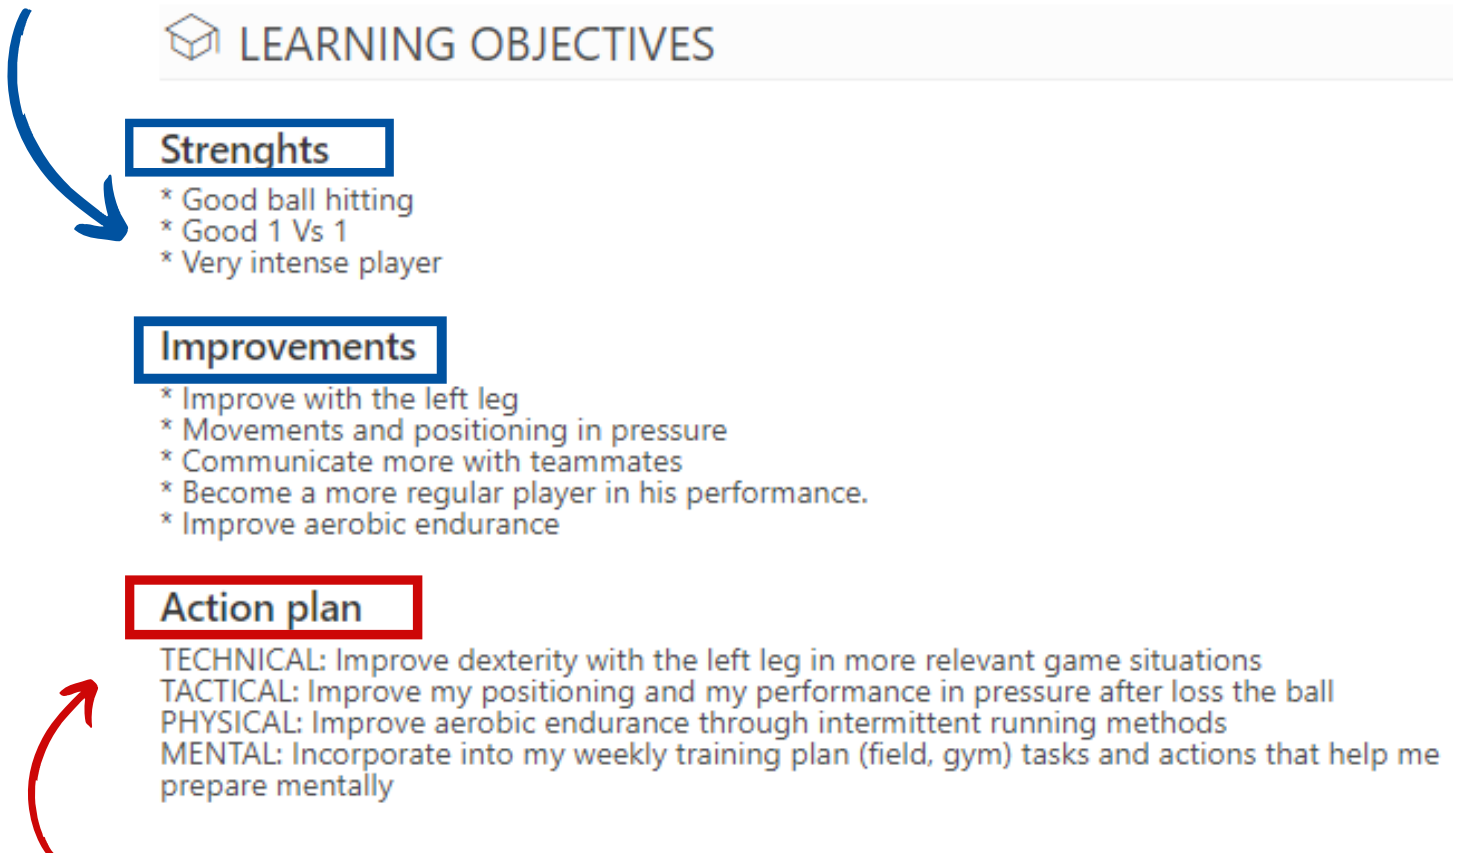 LEARNING OBJECTIVES
Strenghts
* Good ball hitting
* Good 1 Vs 1
* Very intense player
Improvements
* Improve with the left leg
* Movements and positioning in pressure
* Communicate more with teammates
* Become a more regular player in his performance.
* Improve aerobic endurance
Action plan
TECHNICAL: Improve dexterity with the left leg in more relevant game situations
TACTICAL: Improve my positioning and my performance in pressure after loss the ball
PHYSICAL: Improve aerobic endurance through intermittent running methods
MENTAL: Incorporate into my weekly training plan (field, gym) tasks and actions that help me
prepare mentally